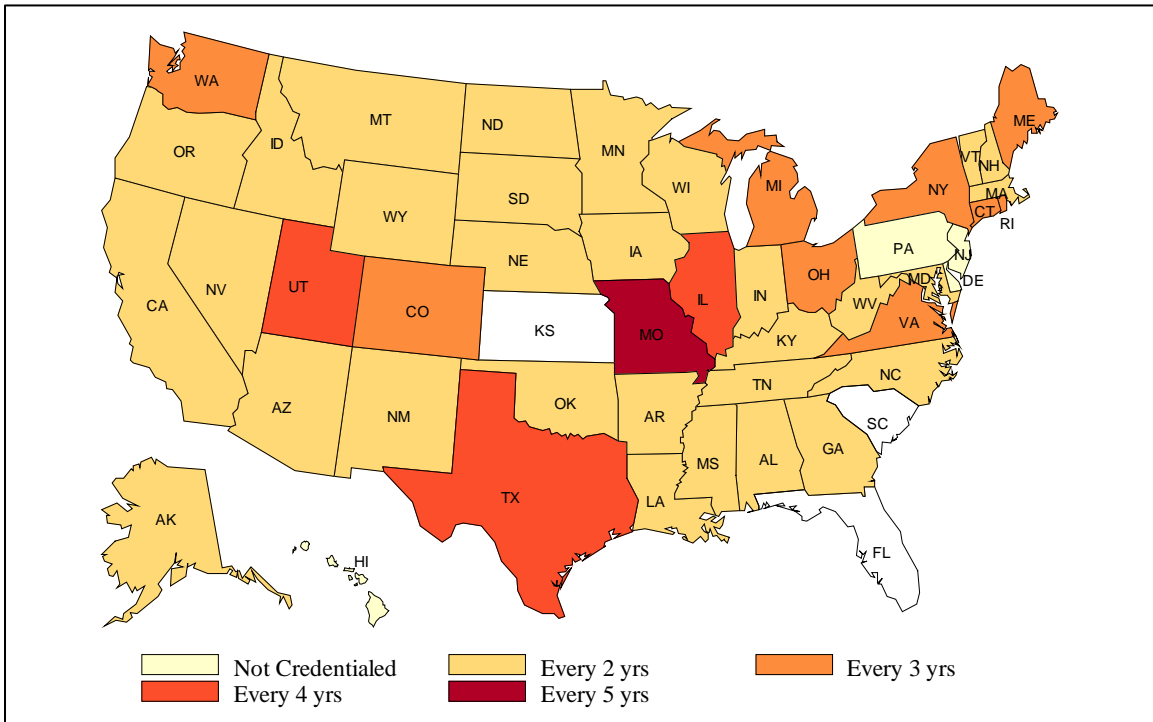 WA
MT
ND
MN
ME
OR
ID
VT
NH
WI
MI
NY
MA
SD
CT
RI
WY
IA
PA
NJ
NE
OH
MD
DE
NV
UT
IL
IN
CA
CO
WV
VA
KS
MO
KY
NC
TN
OK
AZ
NM
AR
SC
GA
MS
AL
TX
LA
AK
FL
HI
Not Credentialed
Every 2 yrs
Every 3 yrs
Every 4 yrs
Every 5 yrs